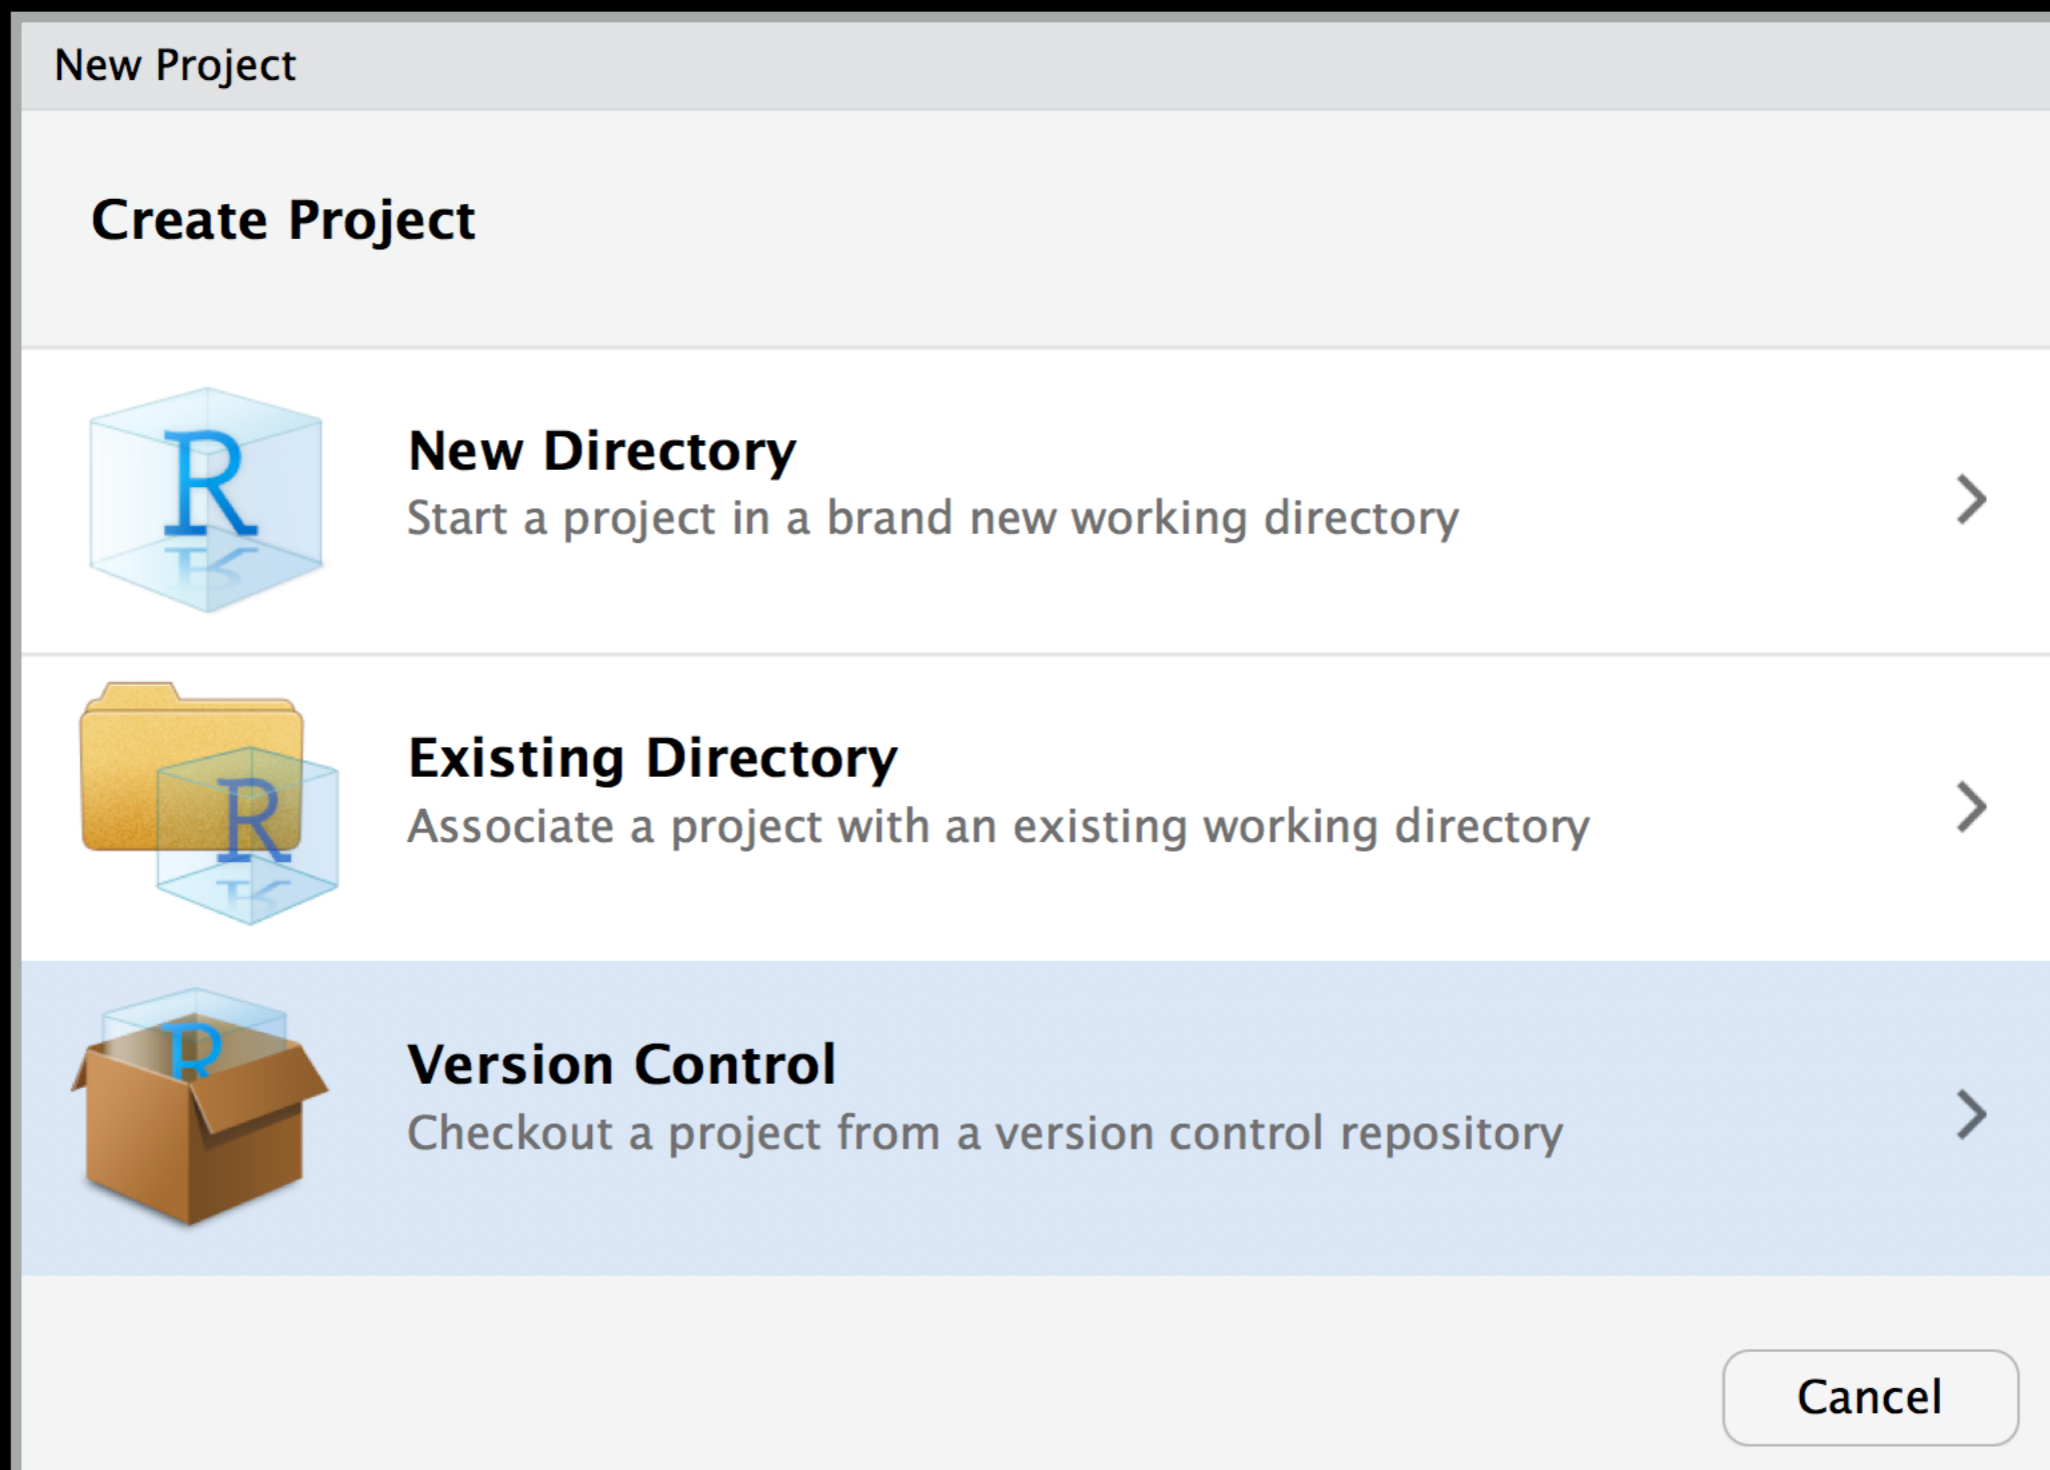 New Project
Create Project
R
New Directory
Start a project in a brand new working directory
R
Existing Directory
Associate a project with an existing working directory
R
Version Control
Checkout a project from a version control repository
Cancel